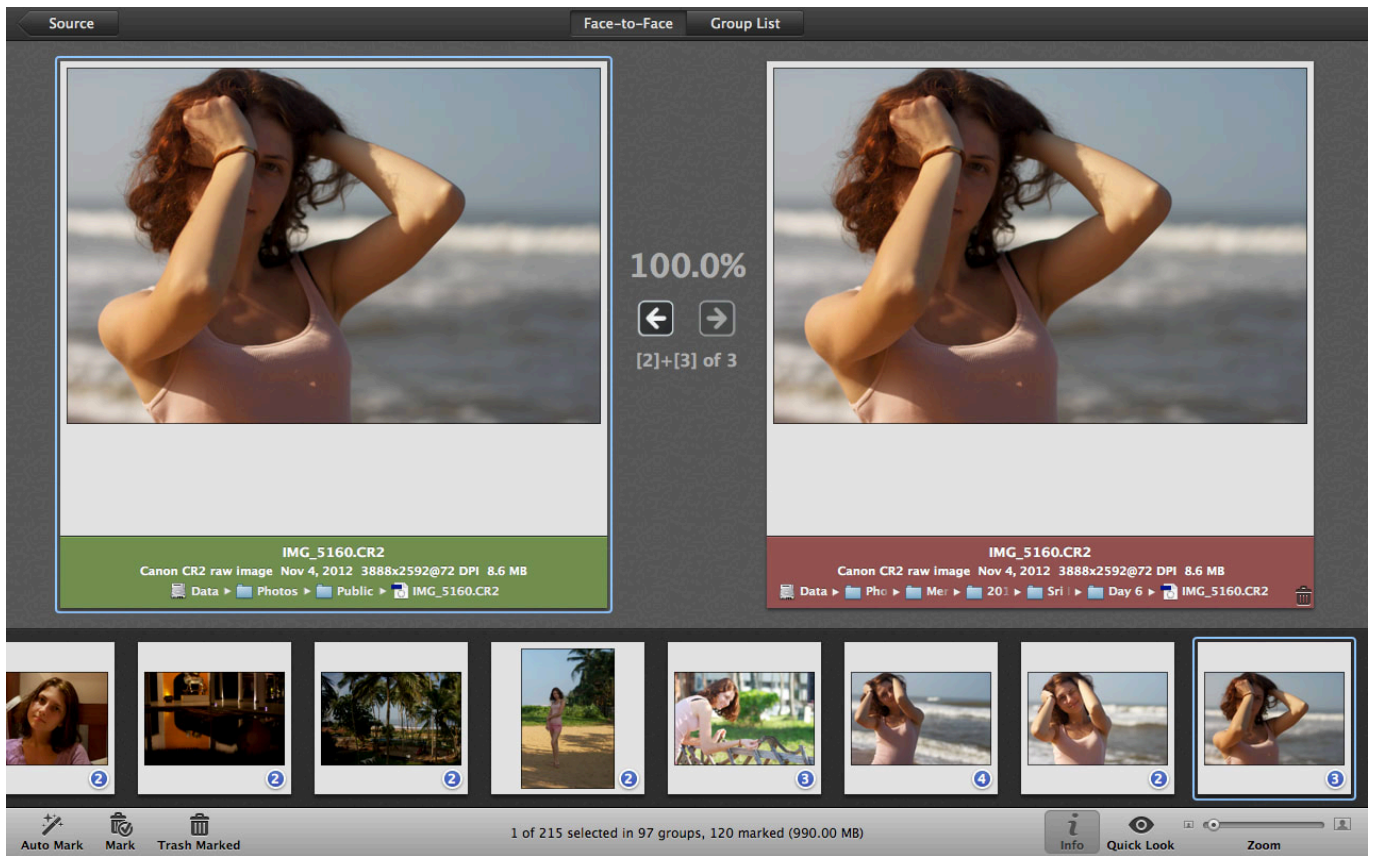 Source
Face-to-Face
Group List
100.0%
[2]+[3] of 3
IMG_5160.CR2
Canon CR2 raw image Nov 4, 2012 3888x2592@72 DPI 8.6 MB
Data ▸ Photos ▸ Public ▸ IMG_5160.CR2
IMG_5160.CR2
Canon CR2 raw image Nov 4, 2012 3888x2592@72 DPI 8.6 MB
Data ▸ Pho ▸ Mer ▸ 201 ▸ Sri ▸ Day 6 ▸ IMG_5160.CR2
2
2
2
2
3
4
2
3
Auto Mark
Mark
Trash Marked
1 of 215 selected in 97 groups, 120 marked (990.00 MB)
Info
Quick Look
Zoom